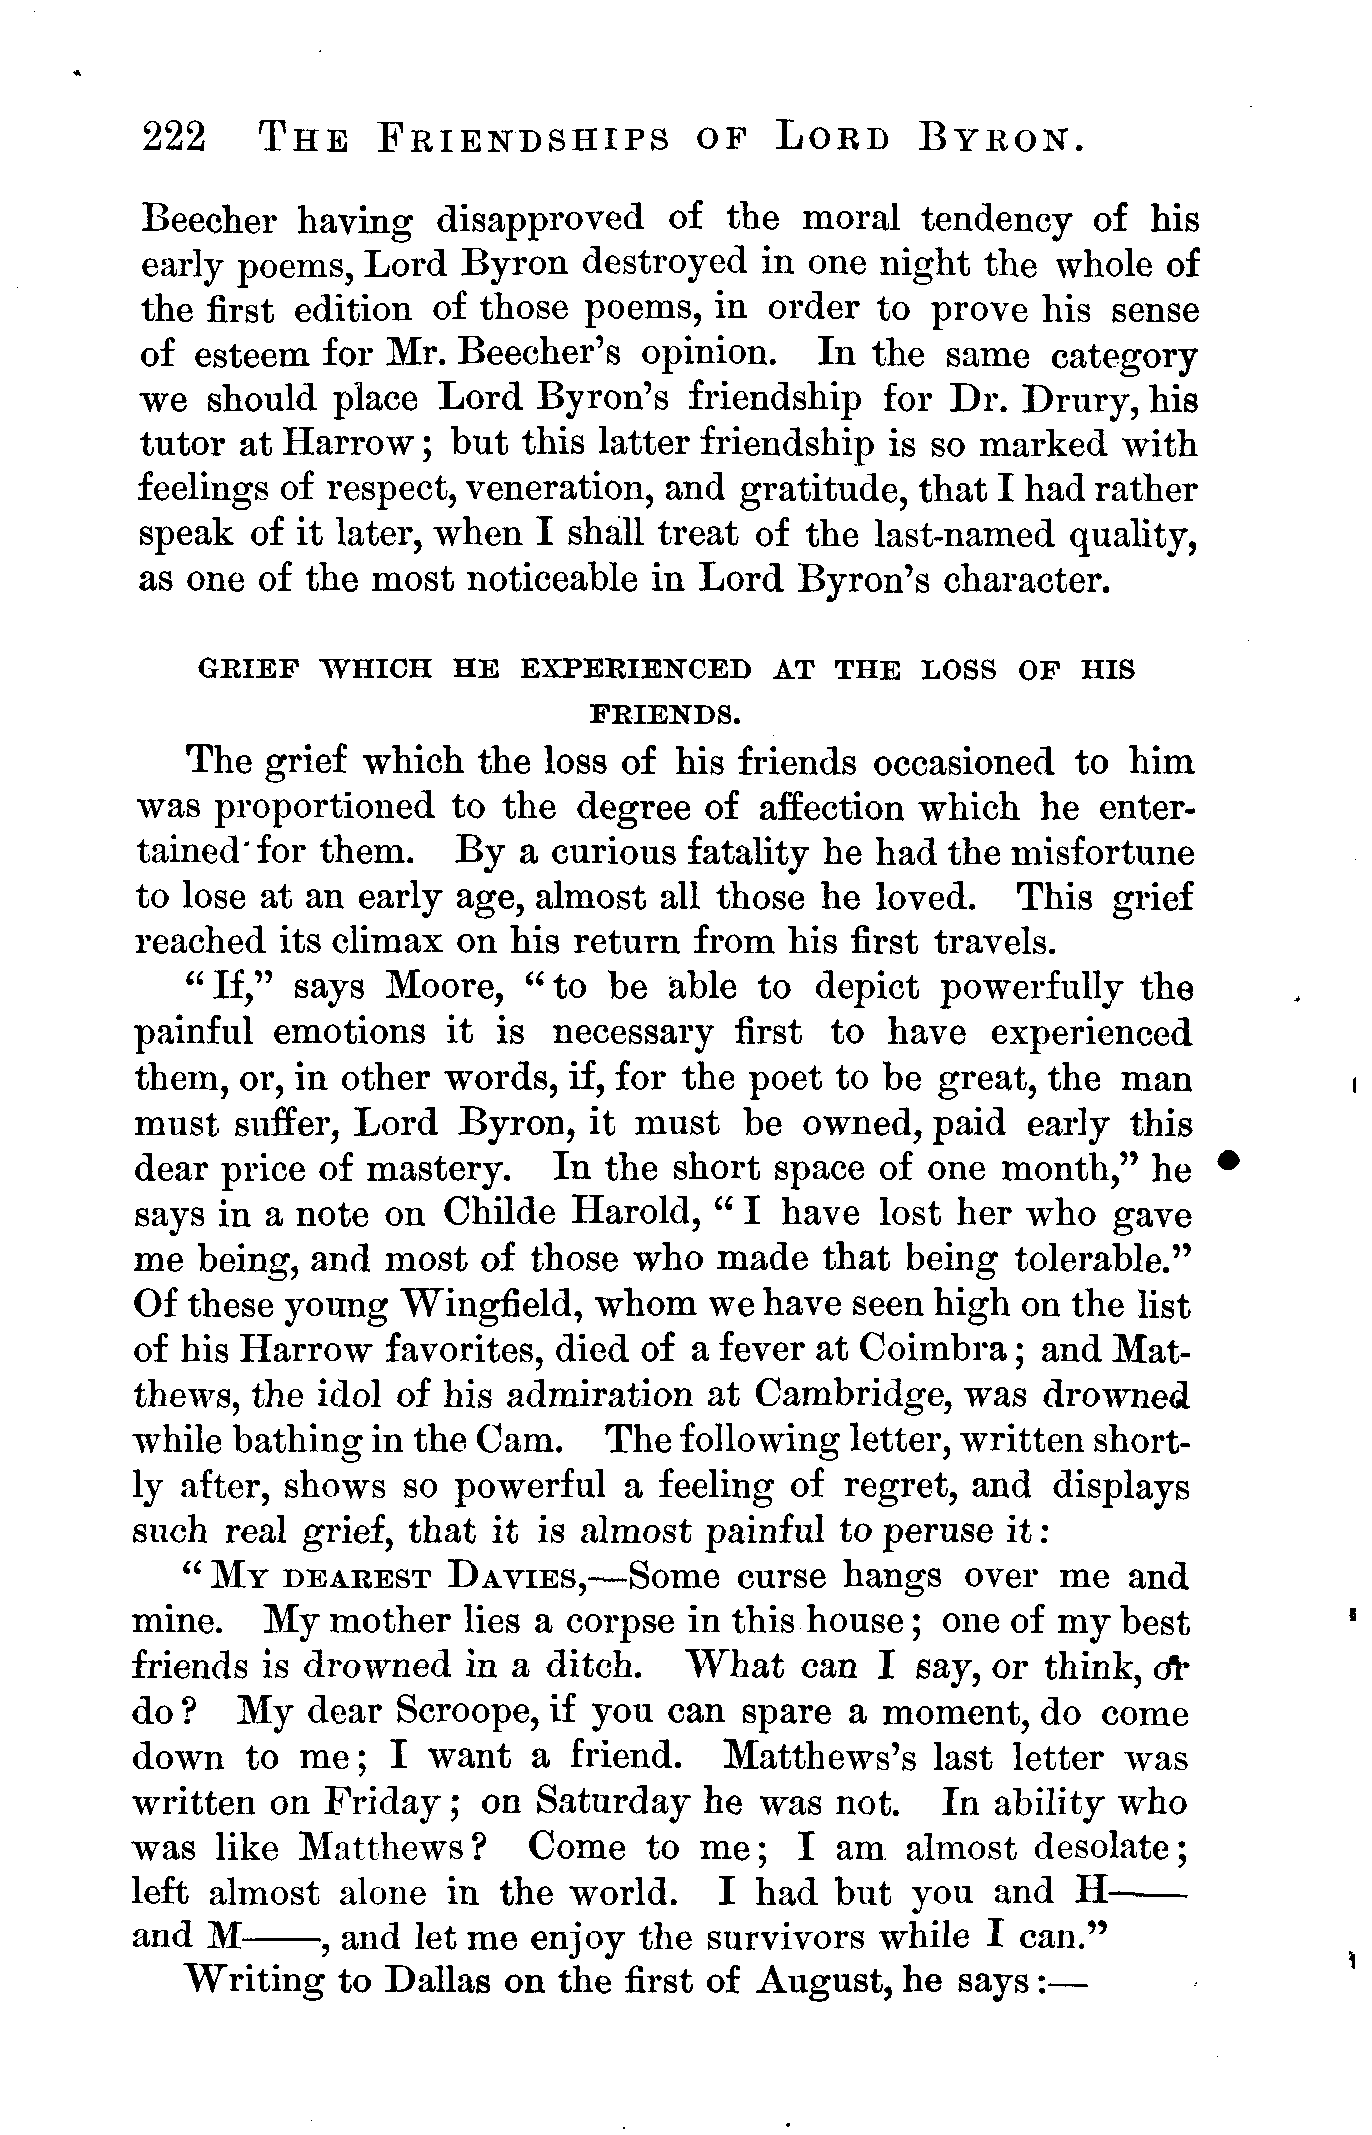 222 The Friendships of Lord Byron.
Beecher having disapproved of the moral tendency of his
early poems, Lord Byron destroyed in one night the whole of
the first edition of those poems, in order to prove his sense
of esteem for Mr. Beecher's opinion. In the same category
we should place Lord Byron's friendship for Dr. Drury, his
tutor at Harrow; but this latter friendship is so marked with
feelings of respect, veneration, and gratitude, that I had rather
speak of it later, when I shall treat of the last-named quality,
as one of the most noticeable in Lord Byron's character.
GRIEF WHICH HE EXPERIENCED AT THE LOSS OF HIS
FRIENDS.
The grief which the loss of his friends occasioned to him
was proportioned to the degree of affection which he enter-
tained for them. By a curious fatality he had the misfortune
to lose at an early age, almost all those he loved. This grief
reached its climax on his return from his first travels.
"If," says Moore, "to be able to depict powerfully the
painful emotions it is necessary first to have experienced
them, or, in other words, if, for the poet to be great, the man
must suffer, Lord Byron, it must be owned, paid early this
dear price of mastery. In the short space of one month," he
says in a note on Childe Harold, "I have lost her who gave
me being, and most of those who made that being tolerable."
Of these young Wingfield, whom we have seen high on the list
of his Harrow favorites, died of a fever at Coimbra; and Mat-
thews, the idol of his admiration at Cambridge, was drowned
while bathing in the Cam. The following letter, written short-
ly after, shows so powerful a feeling of regret, and displays
such real grief, that it is almost painful to peruse it:
"My dearest Davies,—Some curse hangs over me and
mine. My mother lies a corpse in this house; one of my best
friends is drowned in a ditch. What can I say, or think, or
do? My dear Scroope, if you can spare a moment, do come
down to me; I want a friend. Matthews's last letter was
written on Friday; on Saturday he was not. In ability who
was like Matthews? Come to me; I am almost desolate;
left almost alone in the world. I had but you and H——
and M——, and let me enjoy the survivors while I can."
Writing to Dallas on the first of August, he says:—